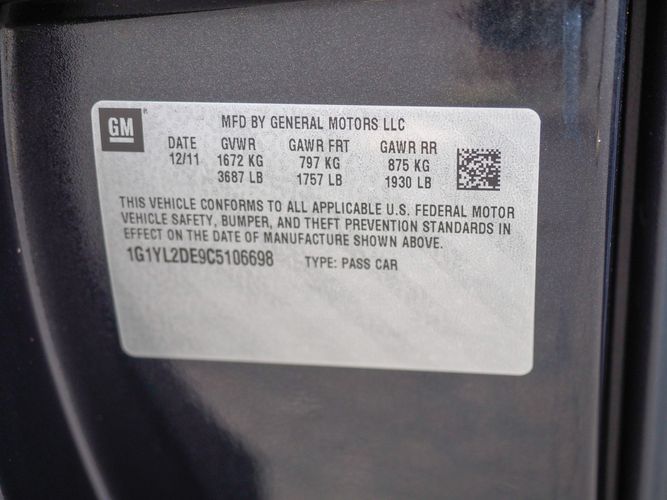 GM® MFD BY GENERAL MOTORS LLC
DATE GVWR GAWR FRT GAWR RR
12/11 1672 KG 797 KG 875 KG
3687 LB 1757 LB 1930 LB
THIS VEHICLE CONFORMS TO ALL APPLICABLE U.S. FEDERAL MOTOR
VEHICLE SAFETY, BUMPER, AND THEFT PREVENTION STANDARDS IN
EFFECT ON THE DATE OF MANUFACTURE SHOWN ABOVE.
1G1YL2DE9C5106698 TYPE: PASS CAR